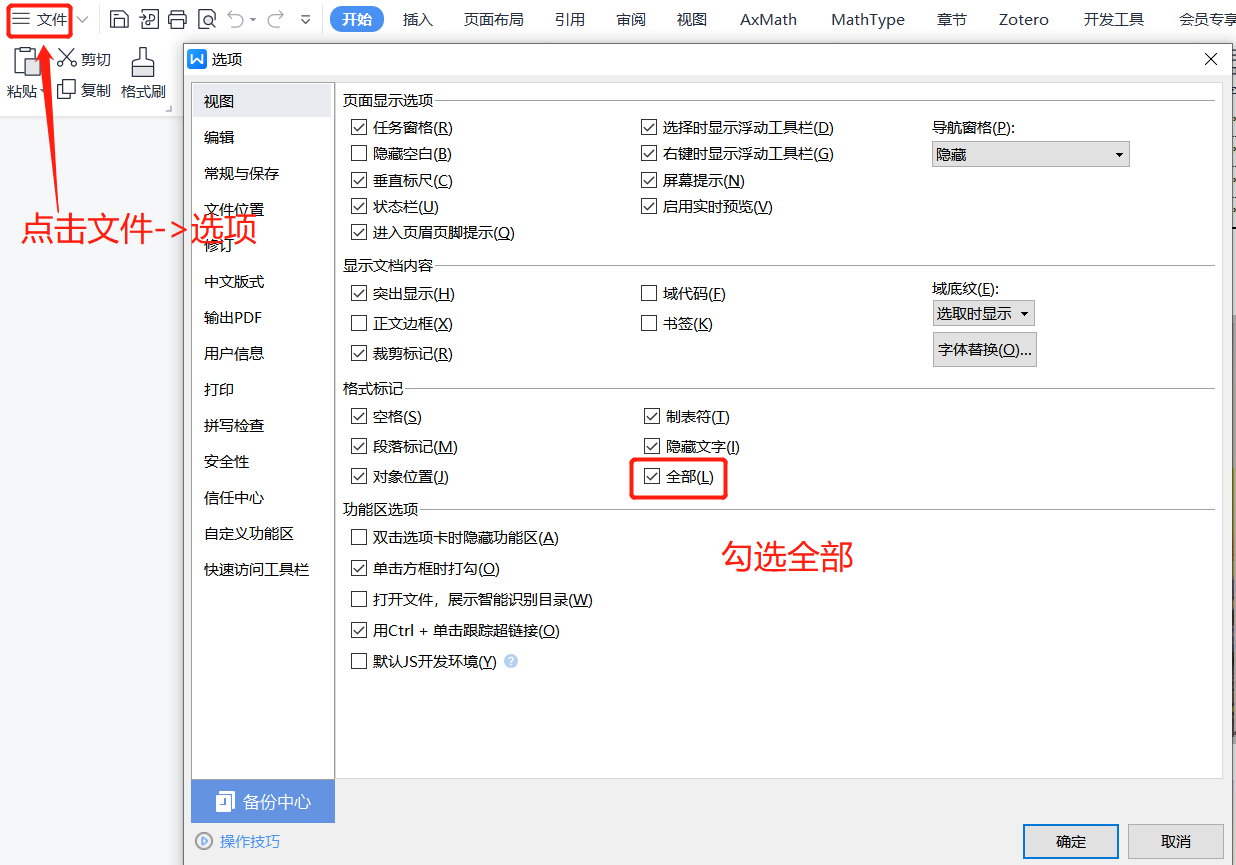 文件
开始 插入 页面布局 引用 审阅 视图 AxMath MathType 章节 Zotero 开发工具 会员专享
粘贴 剪切 复制 格式刷
选项
视图
编辑
常规与保存
文件位置
修订
中文版式
输出PDF
用户信息
打印
拼写检查
安全性
信任中心
自定义功能区
快速访问工具栏
备份中心
操作技巧
点击文件->选项
页面显示选项
任务窗格(R) 选择时显示浮动工具栏(D) 导航窗格(P):
隐藏空白(B) 右键时显示浮动工具栏(G) 隐藏
垂直标尺(C) 屏幕提示(N)
状态栏(U) 启用实时预览(V)
进入页眉页脚提示(Q)
显示文档内容
突出显示(H) 域代码(F) 域底纹(E):
正文边框(X) 书签(K) 选取时显示
裁剪标记(R) 字体替换(O)...
格式标记
空格(S) 制表符(T)
段落标记(M) 隐藏文字(I)
对象位置(J) 全部(L)
功能区选项
双击选项卡时隐藏功能区(A)
勾选全部
单击方框时打勾(O)
打开文件，展示智能识别目录(W)
用Ctrl + 单击跟踪超链接(O)
默认JS开发环境(Y) ?
确定 取消